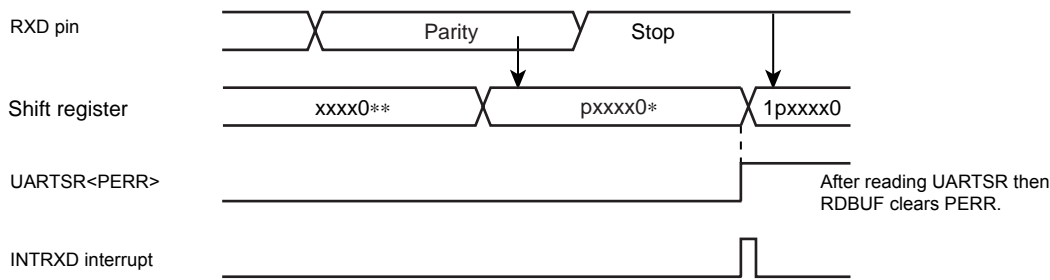 RXD pin
Parity
Stop
Shift register
xxxx0**
pxxxx0*
1pxxxx0
UARTSR<PERR>
After reading UARTSR then
RDBUF clears PERR.
INTRXD interrupt